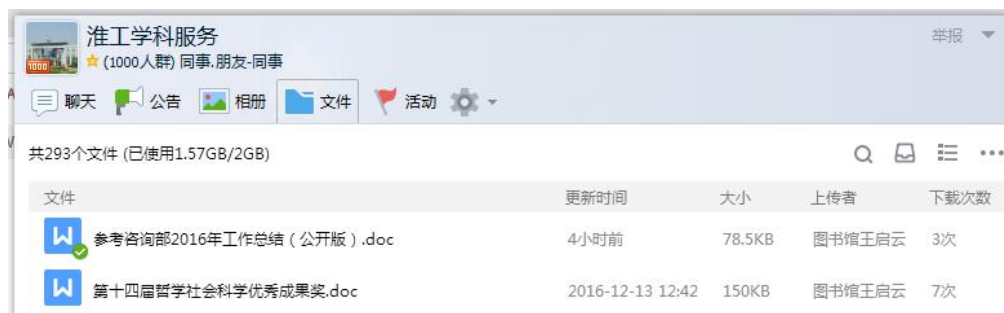 淮工学科服务
举报
1000
(1000人群) 同事.朋友-同事
聊天 公告 相册 文件 活动
共293个文件 (已使用1.57GB/2GB)
文件 更新时间 大小 上传者 下载次数
参考咨询部2016年工作总结（公开版）.doc 4小时前 78.5KB 图书馆王启云 3次
第十四届哲学社会科学优秀成果奖.doc 2016-12-13 12:42 150KB 图书馆王启云 7次